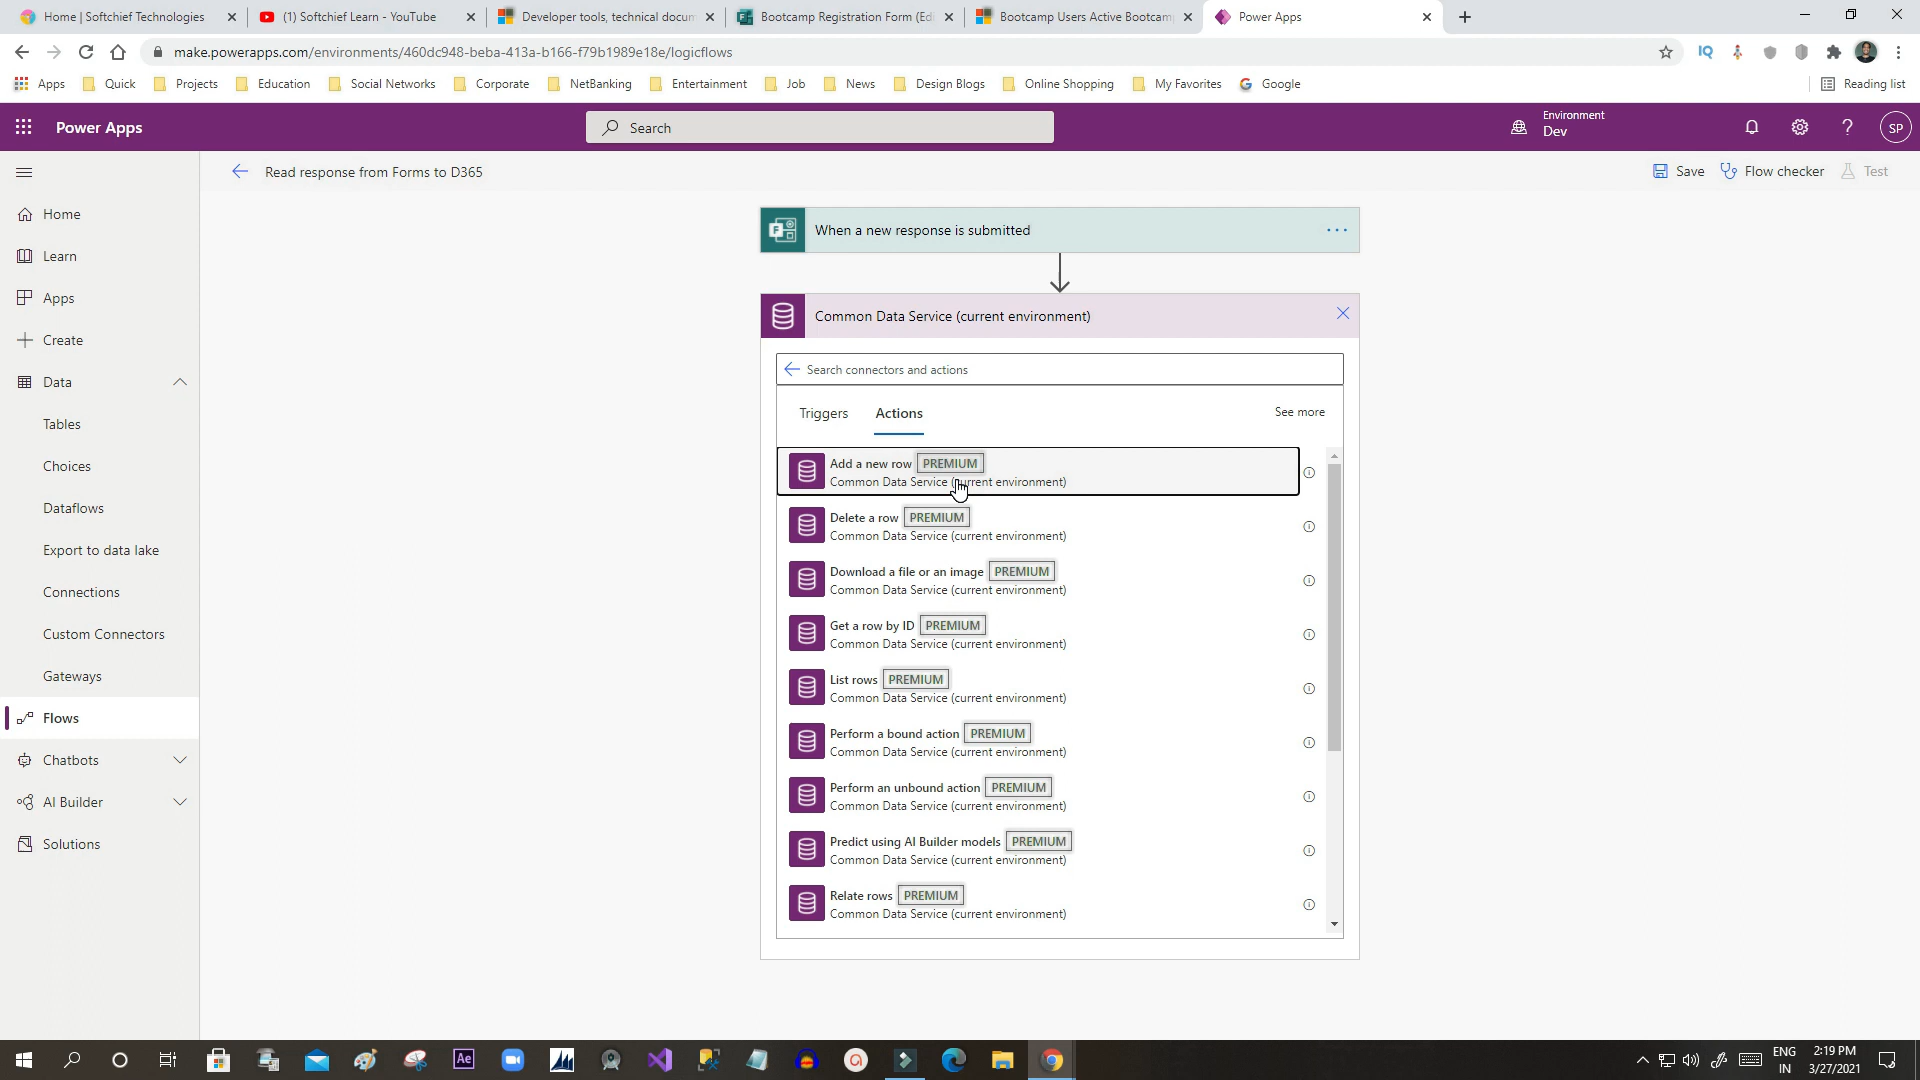 Home | Softchief Technologies
(1) Softchief Learn - YouTube
Developer tools, technical docum
Bootcamp Registration Form (Edi
Bootcamp Users Active Bootcam
Power Apps
make.powerapps.com/environments/460dc948-beba-413a-b166-f79b1989e18e/logicflows
IQ
Apps
Quick
Projects
Education
Social Networks
Corporate
NetBanking
Entertainment
Job
News
Design Blogs
Online Shopping
My Favorites
Google
Reading list
Power Apps
Search
Environment
Dev
SP
Read response from Forms to D365
Save
Flow checker
Test
Home
Learn
Apps
Create
Data
Tables
Choices
Dataflows
Export to data lake
Connections
Custom Connectors
Gateways
Flows
Chatbots
AI Builder
Solutions
When a new response is submitted
Common Data Service (current environment)
Search connectors and actions
Triggers
Actions
See more
Add a new row PREMIUM
Common Data Service (current environment)
Delete a row PREMIUM
Common Data Service (current environment)
Download a file or an image PREMIUM
Common Data Service (current environment)
Get a row by ID PREMIUM
Common Data Service (current environment)
List rows PREMIUM
Common Data Service (current environment)
Perform a bound action PREMIUM
Common Data Service (current environment)
Perform an unbound action PREMIUM
Common Data Service (current environment)
Predict using AI Builder models PREMIUM
Common Data Service (current environment)
Relate rows PREMIUM
Common Data Service (current environment)
Ae
ENG
IN
2:19 PM
3/27/2021